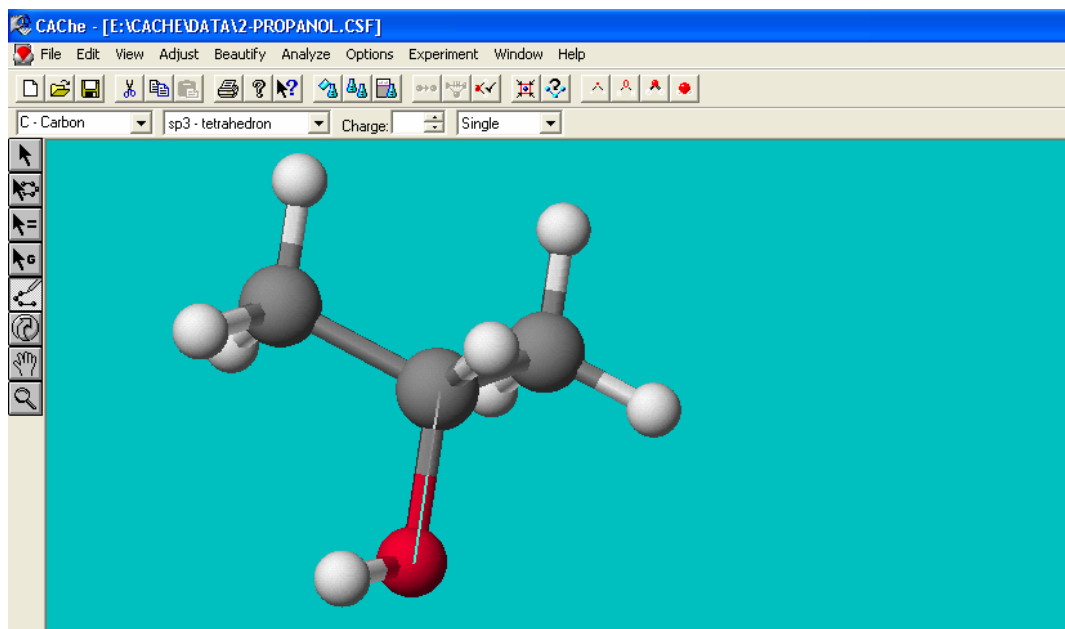 CAChe - [E:\CACHE\DATA\2-PROPANOL.CSF]
File Edit View Adjust Beautify Analyze Options Experiment Window Help
C - Carbon sp3 - tetrahedron Charge: Single
G